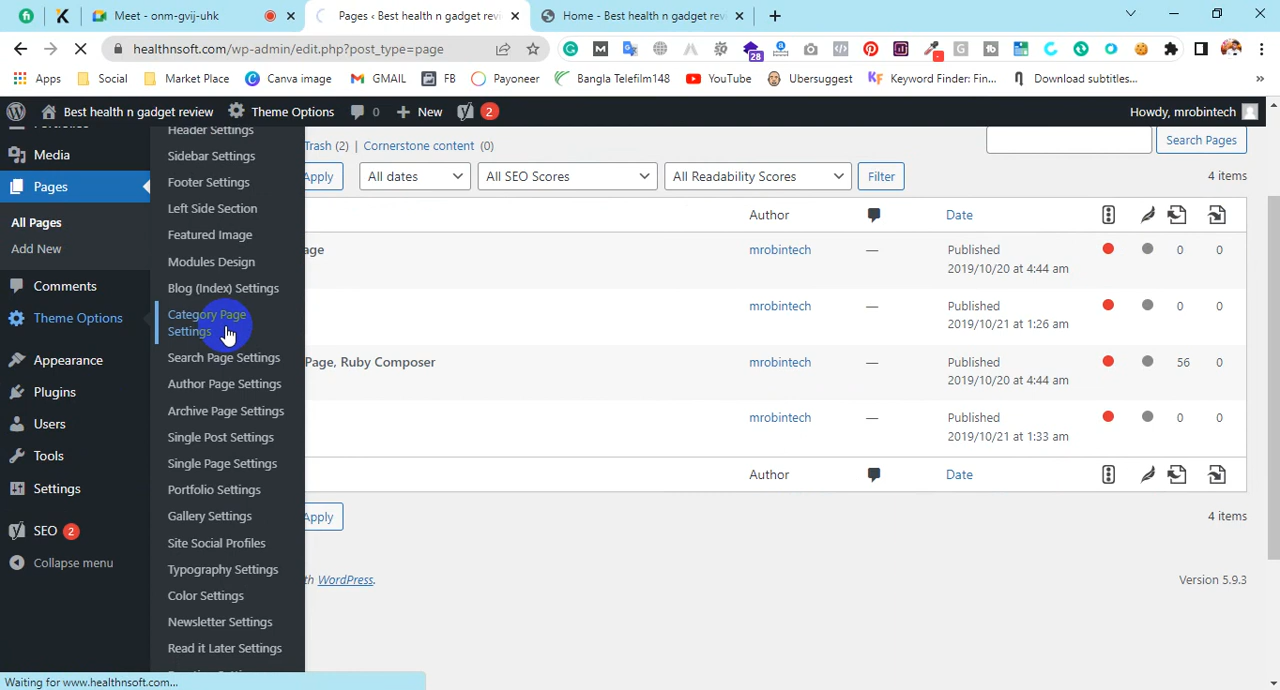 Meet - onm-gvij-uhk
Pages ‹ Best health n gadget revi
Home - Best health n gadget revi
healthnsoft.com/wp-admin/edit.php?post_type=page
28
Apps
Social
Market Place
Canva image
GMAIL
FB
Payoneer
Bangla Telefilm148
YouTube
Ubersuggest
Keyword Finder: Fin...
Download subtitles...
»
Best health n gadget review
Theme Options
0
New
2
Howdy, mrobintech
Media
Pages
All Pages
Add New
Comments
Theme Options
Appearance
Plugins
Users
Tools
Settings
SEO 2
Collapse menu
Header Settings
Sidebar Settings
Footer Settings
Left Side Section
Featured Image
Modules Design
Blog (Index) Settings
Category Page
Settings
Search Page Settings
Author Page Settings
Archive Page Settings
Single Post Settings
Single Page Settings
Portfolio Settings
Gallery Settings
Site Social Profiles
Typography Settings
Color Settings
Newsletter Settings
Read it Later Settings
Trash (2) | Cornerstone content (0)
Search Pages
Apply
All dates
All SEO Scores
All Readability Scores
Filter
4 items
Author
Date
age
mrobintech
—
Published
2019/10/20 at 4:44 am
0
0
mrobintech
—
Published
2019/10/21 at 1:26 am
0
0
Page, Ruby Composer
mrobintech
—
Published
2019/10/20 at 4:44 am
56
0
mrobintech
—
Published
2019/10/21 at 1:33 am
0
0
Author
Date
Apply
4 items
th WordPress.
Version 5.9.3
Waiting for www.healthnsoft.com...